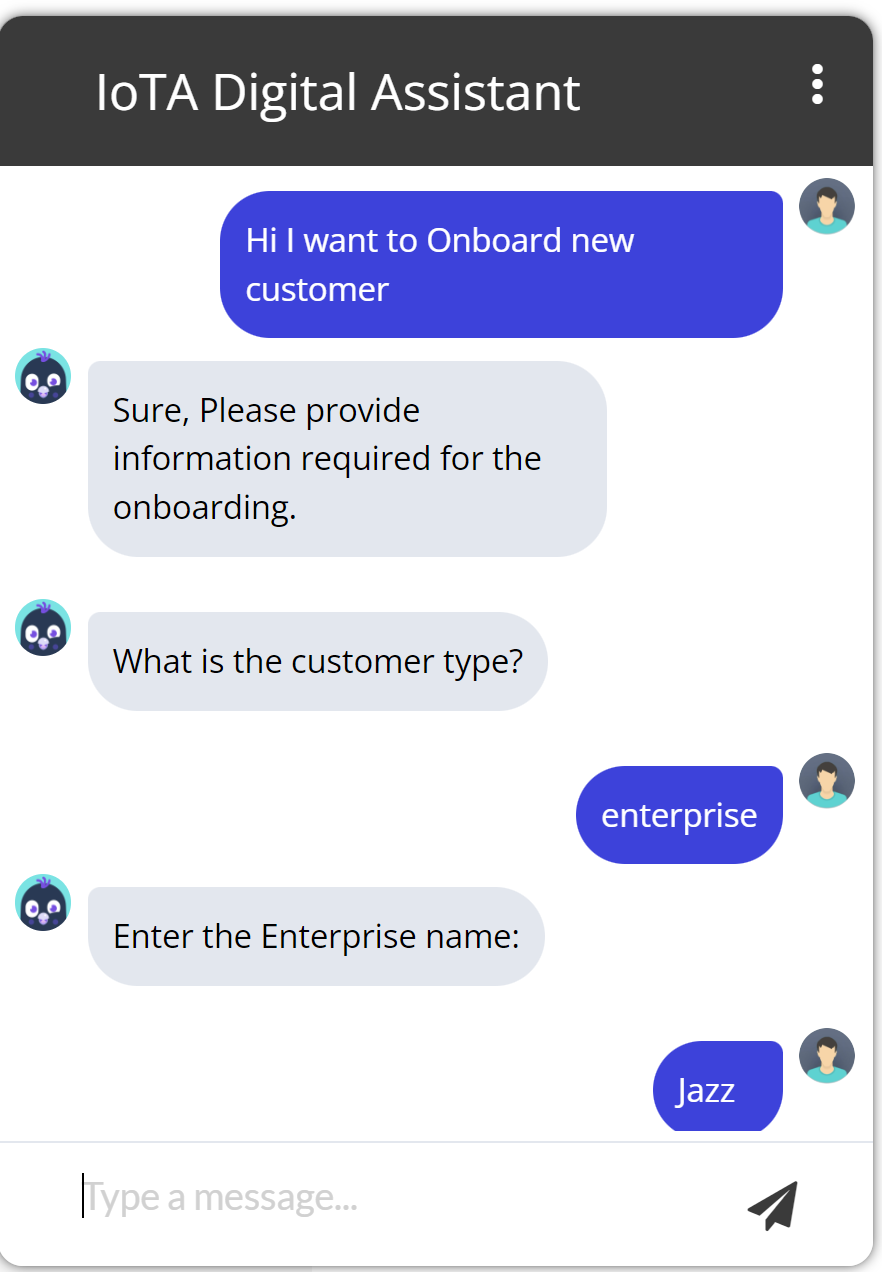 IoTA Digital Assistant
Hi I want to Onboard new
customer
Sure, Please provide
information required for the
onboarding.
What is the customer type?
enterprise
Enter the Enterprise name:
Jazz
Type a message...